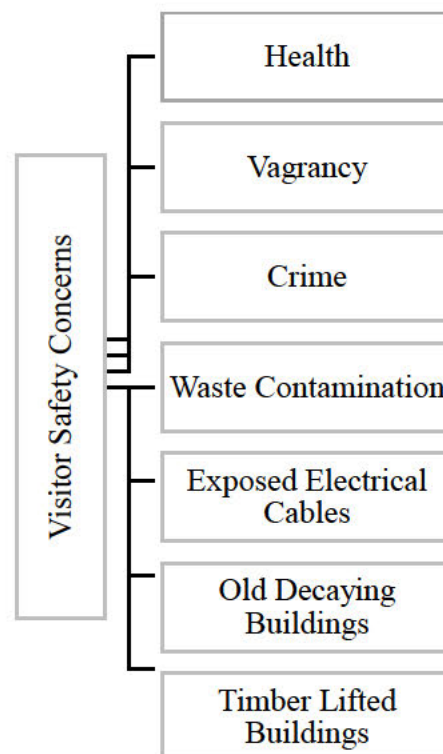 Visitor Safety Concerns
Health
Vagrancy
Crime
Waste Contamination
Exposed Electrical
Cables
Old Decaying
Buildings
Timber Lifted
Buildings